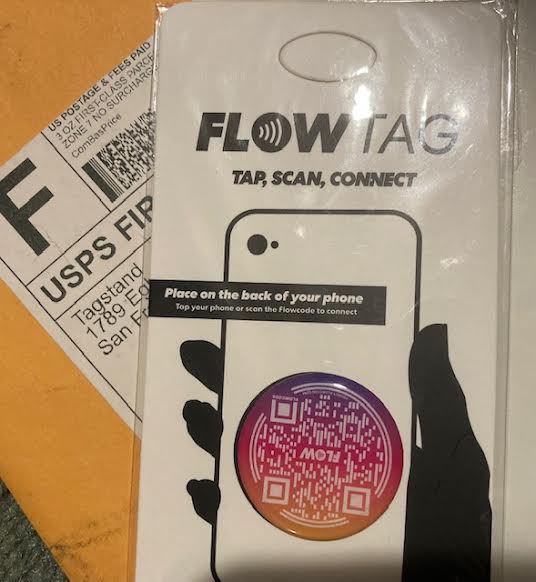 US POSTAGE & FEES PAID
3 OZ FIRST-CLASS PARCE
ZONE 7 NO SURCHARG
ComBasPrice
F
USPS FIR
Tagstand
1789 Ed
San F
FLOWTAG
TAP, SCAN, CONNECT
Place on the back of your phone
Tap your phone or scan the Flowcode to connect
FLOW